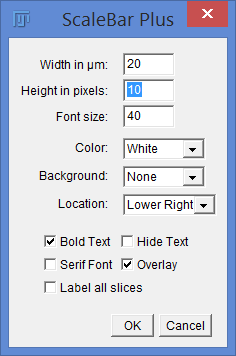 ScaleBar Plus
Width in µm: 20
Height in pixels: 10
Font size: 40
Color: White
Background: None
Location: Lower Right
Bold Text Hide Text
Serif Font Overlay
Label all slices
OK Cancel